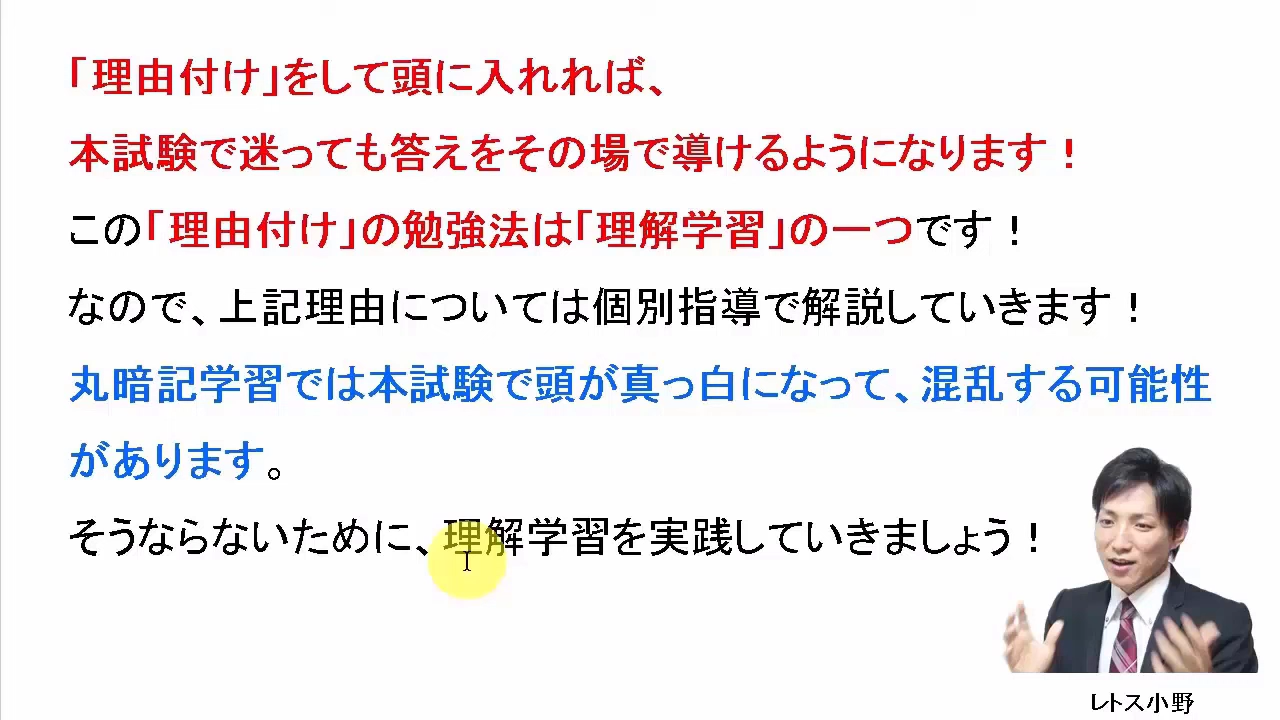 「理由付け」をして頭に入れれば、
本試験で迷っても答えをその場で導けるようになります！
この「理由付け」の勉強法は「理解学習」の一つです！
なので、上記理由については個別指導で解説していきます！
丸暗記学習では本試験で頭が真っ白になって、混乱する可能性
があります。
そうならないために、理解学習を実践していきましょう！
レトス小野